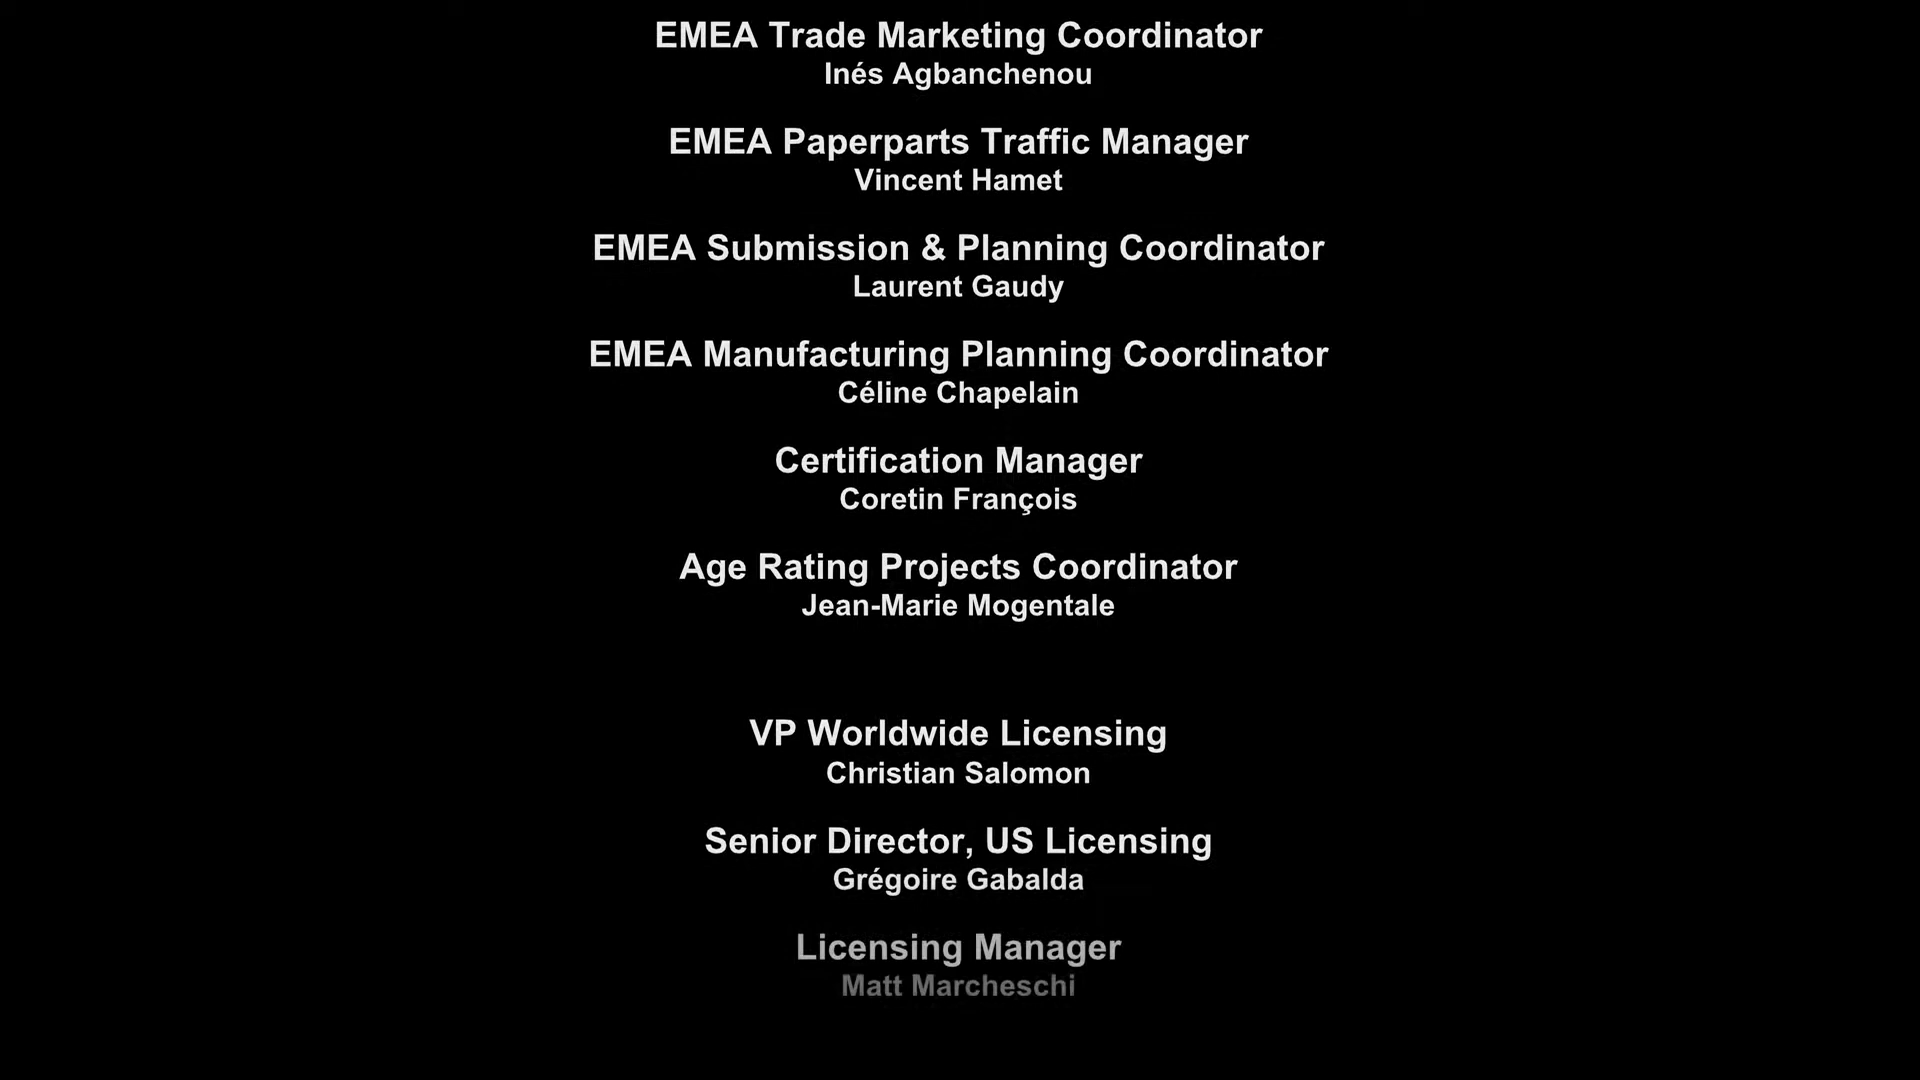 EMEA Trade Marketing Coordinator
Inés Agbanchenou
EMEA Paperparts Traffic Manager
Vincent Hamet
EMEA Submission & Planning Coordinator
Laurent Gaudy
EMEA Manufacturing Planning Coordinator
Céline Chapelain
Certification Manager
Coretin François
Age Rating Projects Coordinator
Jean-Marie Mogentale
VP Worldwide Licensing
Christian Salomon
Senior Director, US Licensing
Grégoire Gabalda
Licensing Manager
Matt Marcheschi